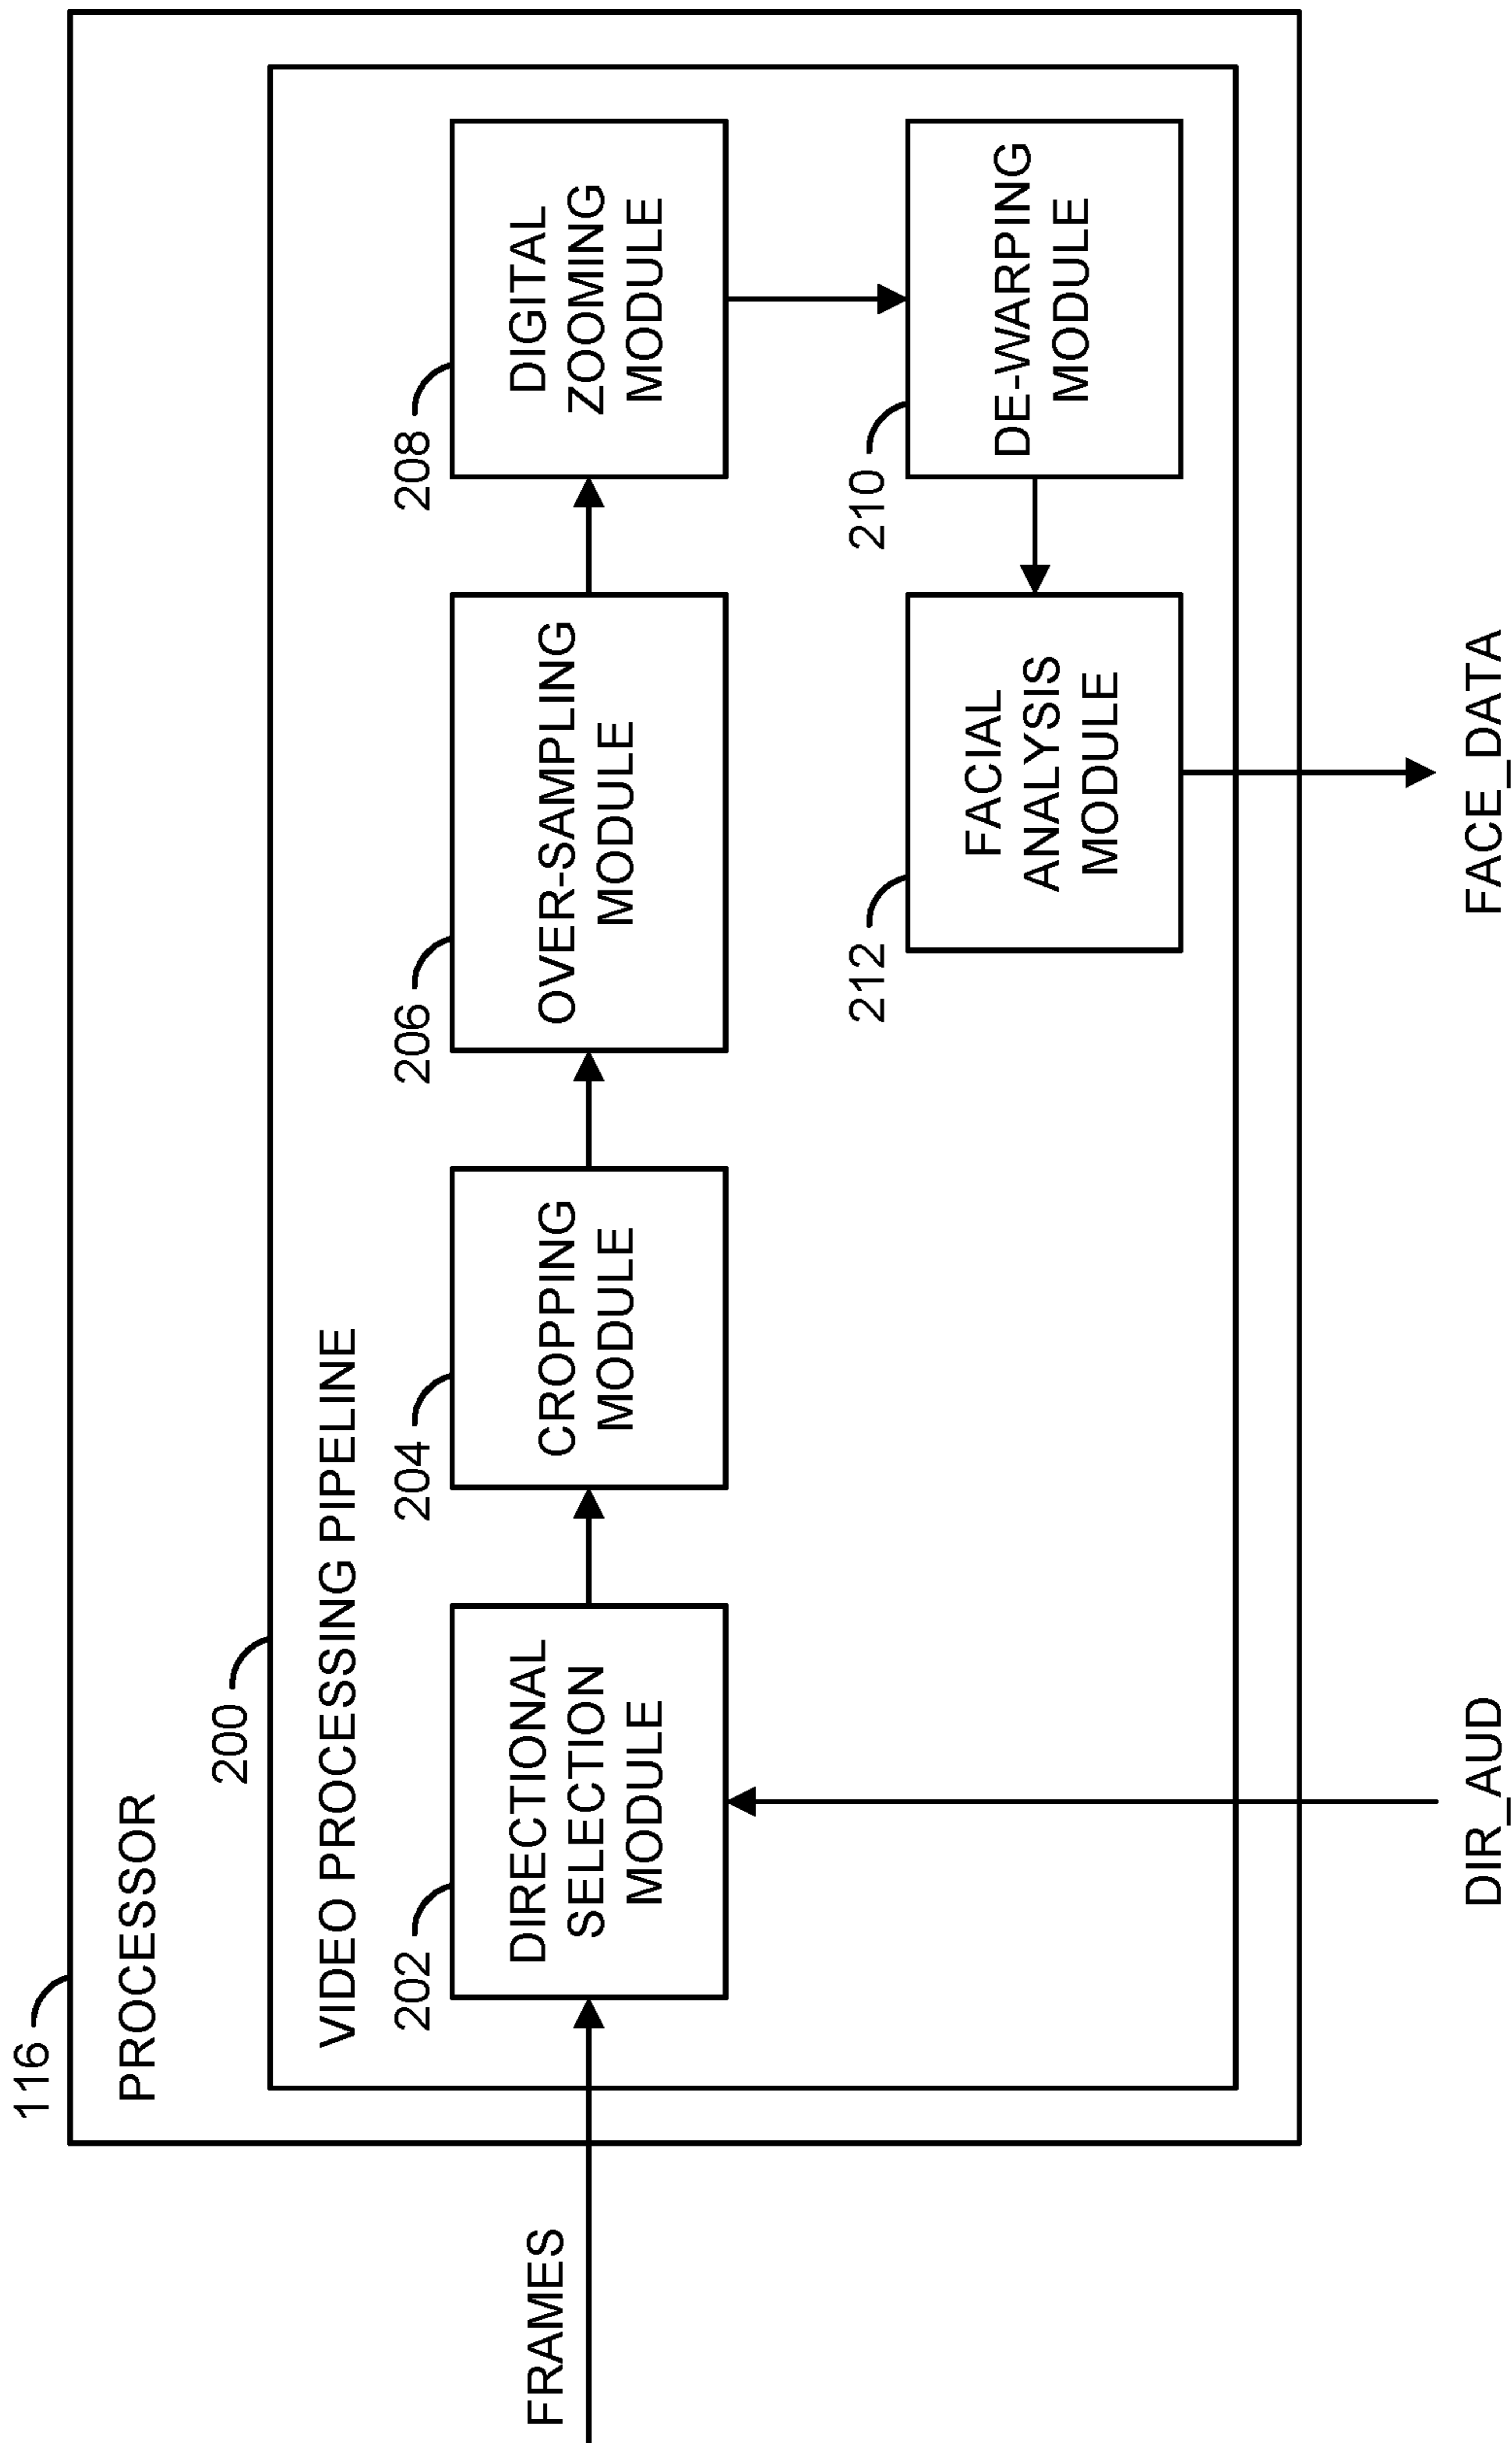 116
PROCESSOR
200
VIDEO PROCESSING PIPELINE
202
DIRECTIONAL
SELECTION
MODULE
204
CROPPING
MODULE
206
OVER-SAMPLING
MODULE
208
DIGITAL
ZOOMING
MODULE
FRAMES
212
FACIAL
ANALYSIS
MODULE
210
DE-WARPING
MODULE
DIR_AUD
FACE_DATA